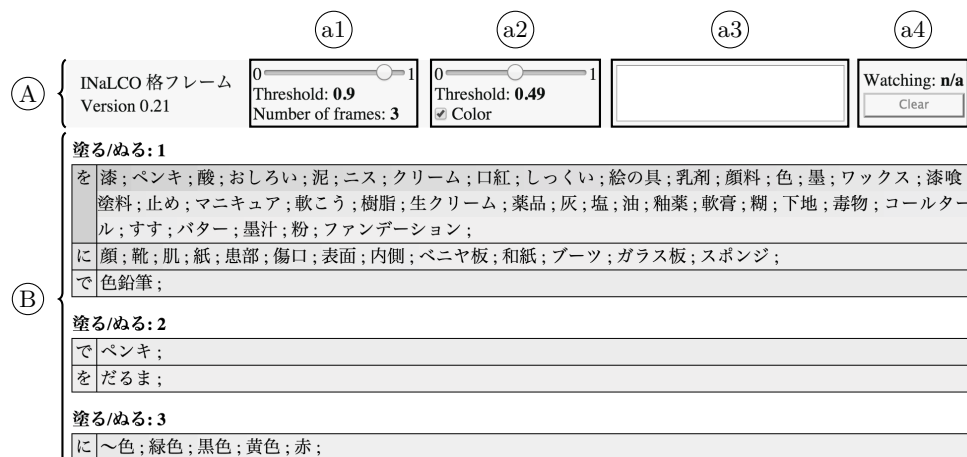 a1 a2 a3 a4
A
INaLCO 格フレーム
Version 0.21
0 1
Threshold: 0.9
Number of frames: 3
0 1
Threshold: 0.49
Color
Watching: n/a
Clear
B
塗る/ぬる: 1
を 漆 ; ペンキ ; 酸 ; おしろい ; 泥 ; ニス ; クリーム ; 口紅 ; しっくい ; 絵の具 ; 乳剤 ; 顔料 ; 色 ; 墨 ; ワックス ; 漆喰
塗料 ; 止め ; マニキュア ; 軟こう ; 樹脂 ; 生クリーム ; 薬品 ; 灰 ; 塩 ; 油 ; 釉薬 ; 軟膏 ; 糊 ; 下地 ; 毒物 ; コールター
ル ; すす ; バター ; 墨汁 ; 粉 ; ファンデーション ;
に 顔 ; 靴 ; 肌 ; 紙 ; 患部 ; 傷口 ; 表面 ; 内側 ; ベニヤ板 ; 和紙 ; ブーツ ; ガラス板 ; スポンジ ;
で 色鉛筆 ;
塗る/ぬる: 2
で ペンキ ;
を だるま ;
塗る/ぬる: 3
に 〜色 ; 緑色 ; 黒色 ; 黄色 ; 赤 ;